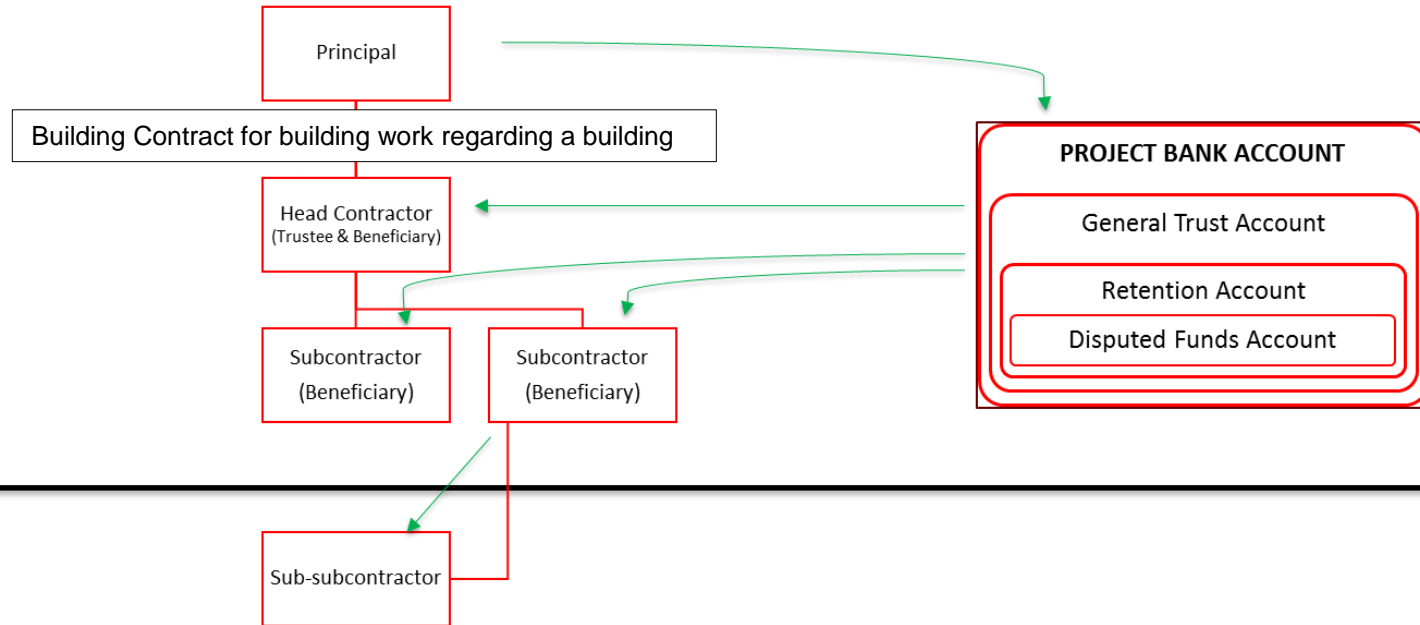 Principal
Building Contract for building work regarding a building
PROJECT BANK ACCOUNT
Head Contractor
(Trustee & Beneficiary)
General Trust Account
Retention Account
Disputed Funds Account
Subcontractor
(Beneficiary)
Subcontractor
(Beneficiary)
Sub-subcontractor